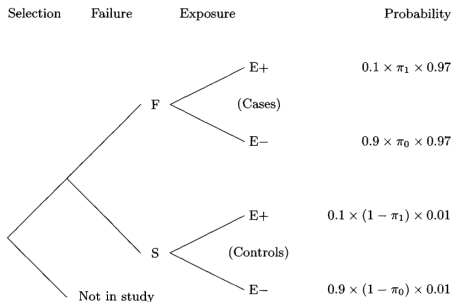 Selection Failure Exposure Probability
E+ 0.1 × π₁ × 0.97
F (Cases)
E− 0.9 × π₀ × 0.97
E+ 0.1 × (1 − π₁) × 0.01
S (Controls)
E− 0.9 × (1 − π₀) × 0.01
Not in study